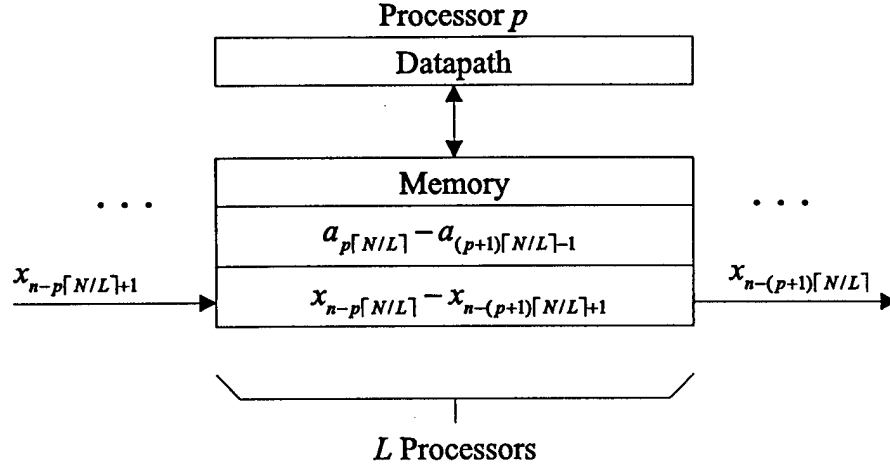 Processor p
Datapath
Memory
. . .
. . .
a_{p⌈N/L⌉} − a_{(p+1)⌈N/L⌉−1}
x_{n−p⌈N/L⌉+1}
x_{n−p⌈N/L⌉} − x_{n−(p+1)⌈N/L⌉+1}
x_{n−(p+1)⌈N/L⌉}
L Processors